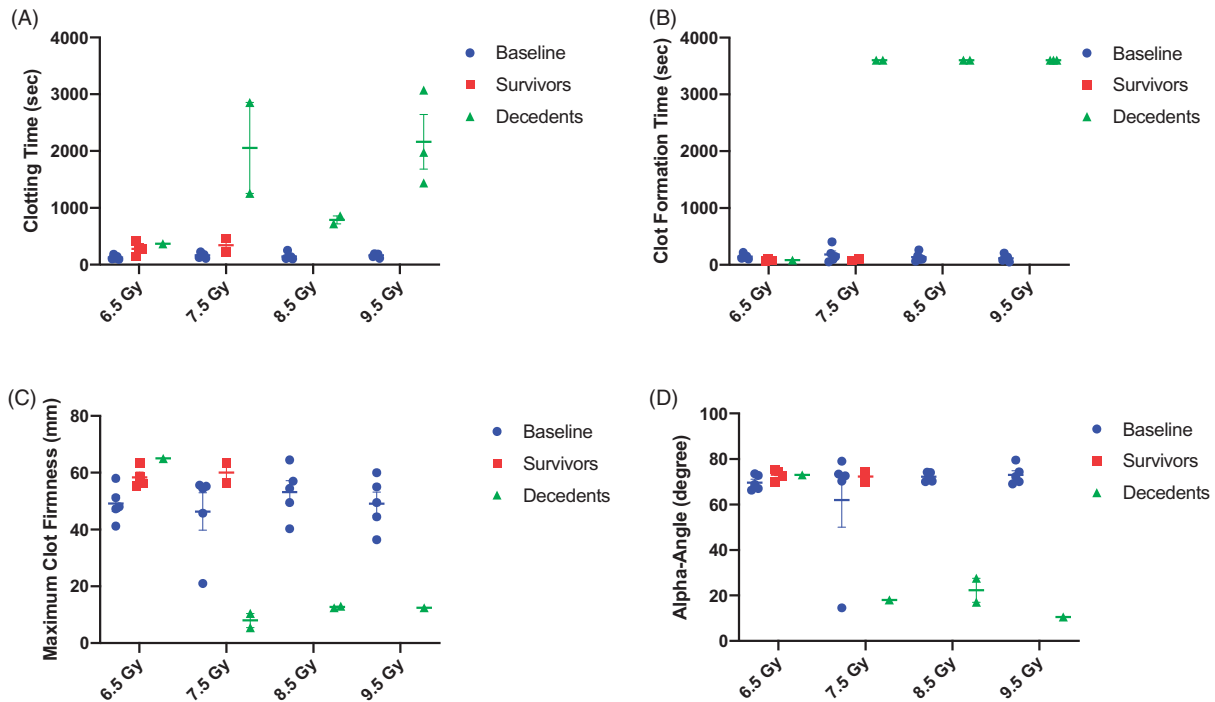 (A)
Clotting Time (sec)
4000
3000
2000
1000
0
6.5 Gy
7.5 Gy
8.5 Gy
9.5 Gy
Baseline
Survivors
Decedents
(B)
Clot Formation Time (sec)
4000
3000
2000
1000
0
6.5 Gy
7.5 Gy
8.5 Gy
9.5 Gy
Baseline
Survivors
Decedents
(C)
Maximum Clot Firmness (mm)
80
60
40
20
0
6.5 Gy
7.5 Gy
8.5 Gy
9.5 Gy
Baseline
Survivors
Decedents
(D)
Alpha-Angle (degree)
100
80
60
40
20
0
6.5 Gy
7.5 Gy
8.5 Gy
9.5 Gy
Baseline
Survivors
Decedents